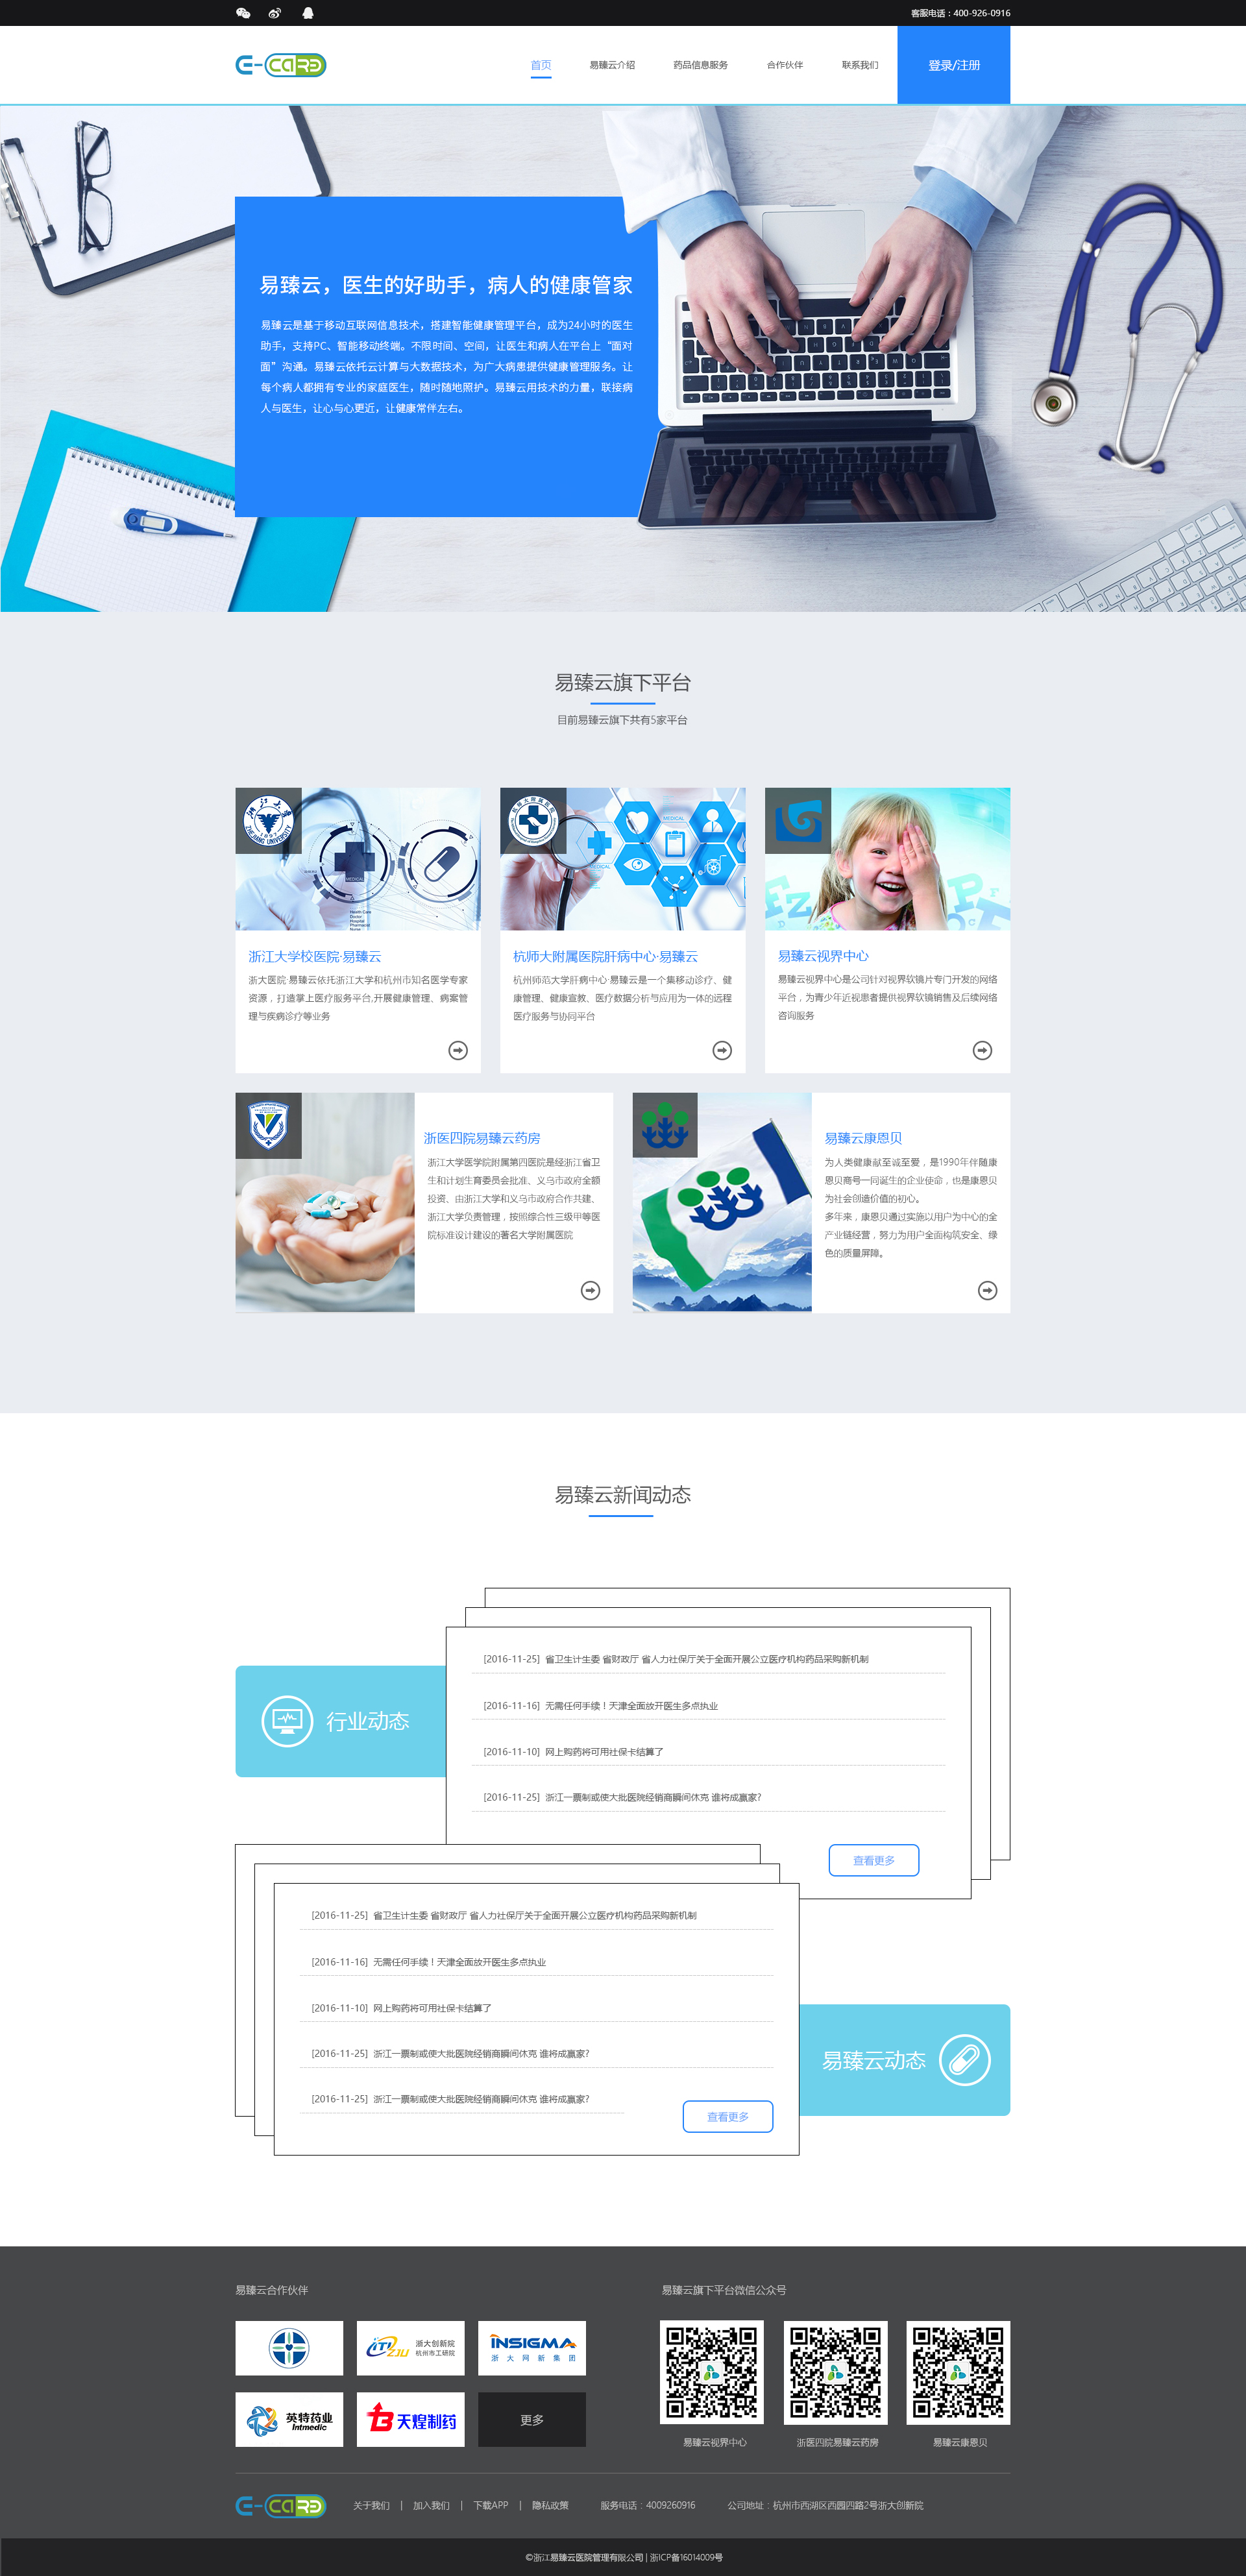 客服电话：400-926-0916
e-card
首页
易臻云介绍
药品信息服务
合作伙伴
联系我们
登录/注册
易臻云，医生的好助手，病人的健康管家
易臻云是基于移动互联网信息技术，搭建智能健康管理平台，成为24小时的医生
助手，支持PC、智能移动终端。不限时间、空间，让医生和病人在平台上“面对
面”沟通。易臻云依托云计算与大数据技术，为广大病患提供健康管理服务。让
每个病人都拥有专业的家庭医生，随时随地照护。易臻云用技术的力量，联接病
人与医生，让心与心更近，让健康常伴左右。
易臻云旗下平台
目前易臻云旗下共有5家平台
浙江大学校医院·易臻云
浙大医院·易臻云依托浙江大学和杭州市知名医学专家
资源，打造掌上医疗服务平台,开展健康管理、病案管
理与疾病诊疗等业务
杭师大附属医院肝病中心·易臻云
杭州师范大学肝病中心·易臻云是一个集移动诊疗、健
康管理、健康宣教、医疗数据分析与应用为一体的远程
医疗服务与协同平台
易臻云视界中心
易臻云视界中心是公司针对视界软镜片专门开发的网络
平台，为青少年近视患者提供视界软镜销售及后续网络
咨询服务
浙医四院易臻云药房
浙江大学医学院附属第四医院是经浙江省卫
生和计划生育委员会批准、义乌市政府全额
投资、由浙江大学和义乌市政府合作共建、
浙江大学负责管理，按照综合性三级甲等医
院标准设计建设的著名大学附属医院
易臻云康恩贝
为人类健康献至诚至爱，是1990年伴随康
恩贝商号一同诞生的企业使命，也是康恩贝
为社会创造价值的初心。
多年来，康恩贝通过实施以用户为中心的全
产业链经营，努力为用户全面构筑安全、绿
色的质量屏障。
易臻云新闻动态
行业动态
[2016-11-25] 省卫生计生委 省财政厅 省人力社保厅关于全面开展公立医疗机构药品采购新机制
[2016-11-16] 无需任何手续！天津全面放开医生多点执业
[2016-11-10] 网上购药将可用社保卡结算了
[2016-11-25] 浙江一票制或使大批医院经销商瞬间休克 谁将成赢家?
查看更多
[2016-11-25] 省卫生计生委 省财政厅 省人力社保厅关于全面开展公立医疗机构药品采购新机制
[2016-11-16] 无需任何手续！天津全面放开医生多点执业
[2016-11-10] 网上购药将可用社保卡结算了
[2016-11-25] 浙江一票制或使大批医院经销商瞬间休克 谁将成赢家?
[2016-11-25] 浙江一票制或使大批医院经销商瞬间休克 谁将成赢家?
查看更多
易臻云动态
易臻云合作伙伴
浙大创新院
杭州市工研院
INSIGMA
浙大网新集团
英特药业
Intmedic
天煌制药
更多
易臻云旗下平台微信公众号
易臻云视界中心
浙医四院易臻云药房
易臻云康恩贝
e-card
关于我们 | 加入我们 | 下载APP | 隐私政策
服务电话：4009260916
公司地址：杭州市西湖区西园四路2号浙大创新院
©浙江易臻云医院管理有限公司 | 浙ICP备16014009号